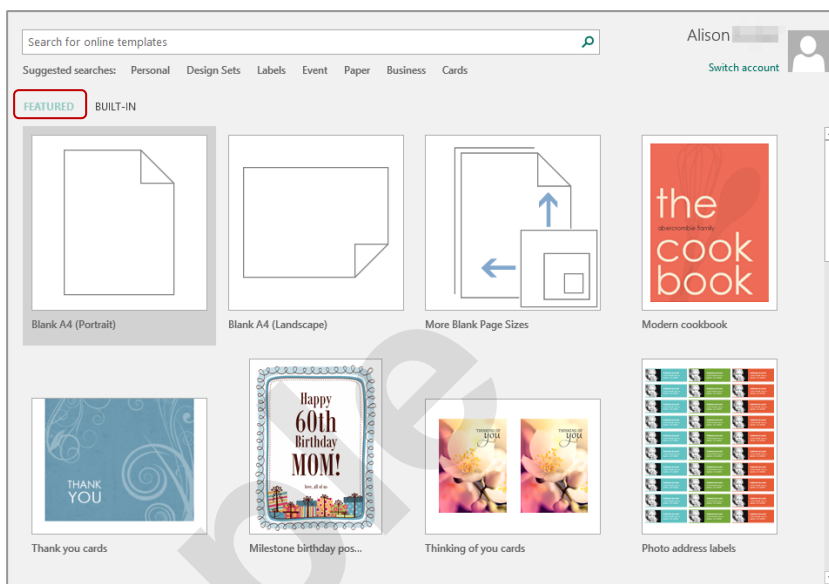 Alison
Search for online templates
Suggested searches: Personal Design Sets Labels Event Paper Business Cards
Switch account
FEATURED BUILT-IN
the
abercrombie family
cook
book
Blank A4 (Portrait) Blank A4 (Landscape) More Blank Page Sizes Modern cookbook
Happy
60th
Birthday
MOM!
love, all of us
THANK
YOU
THINKING OF
you
THINKING OF
you
Thank you cards Milestone birthday pos... Thinking of you cards Photo address labels
ple